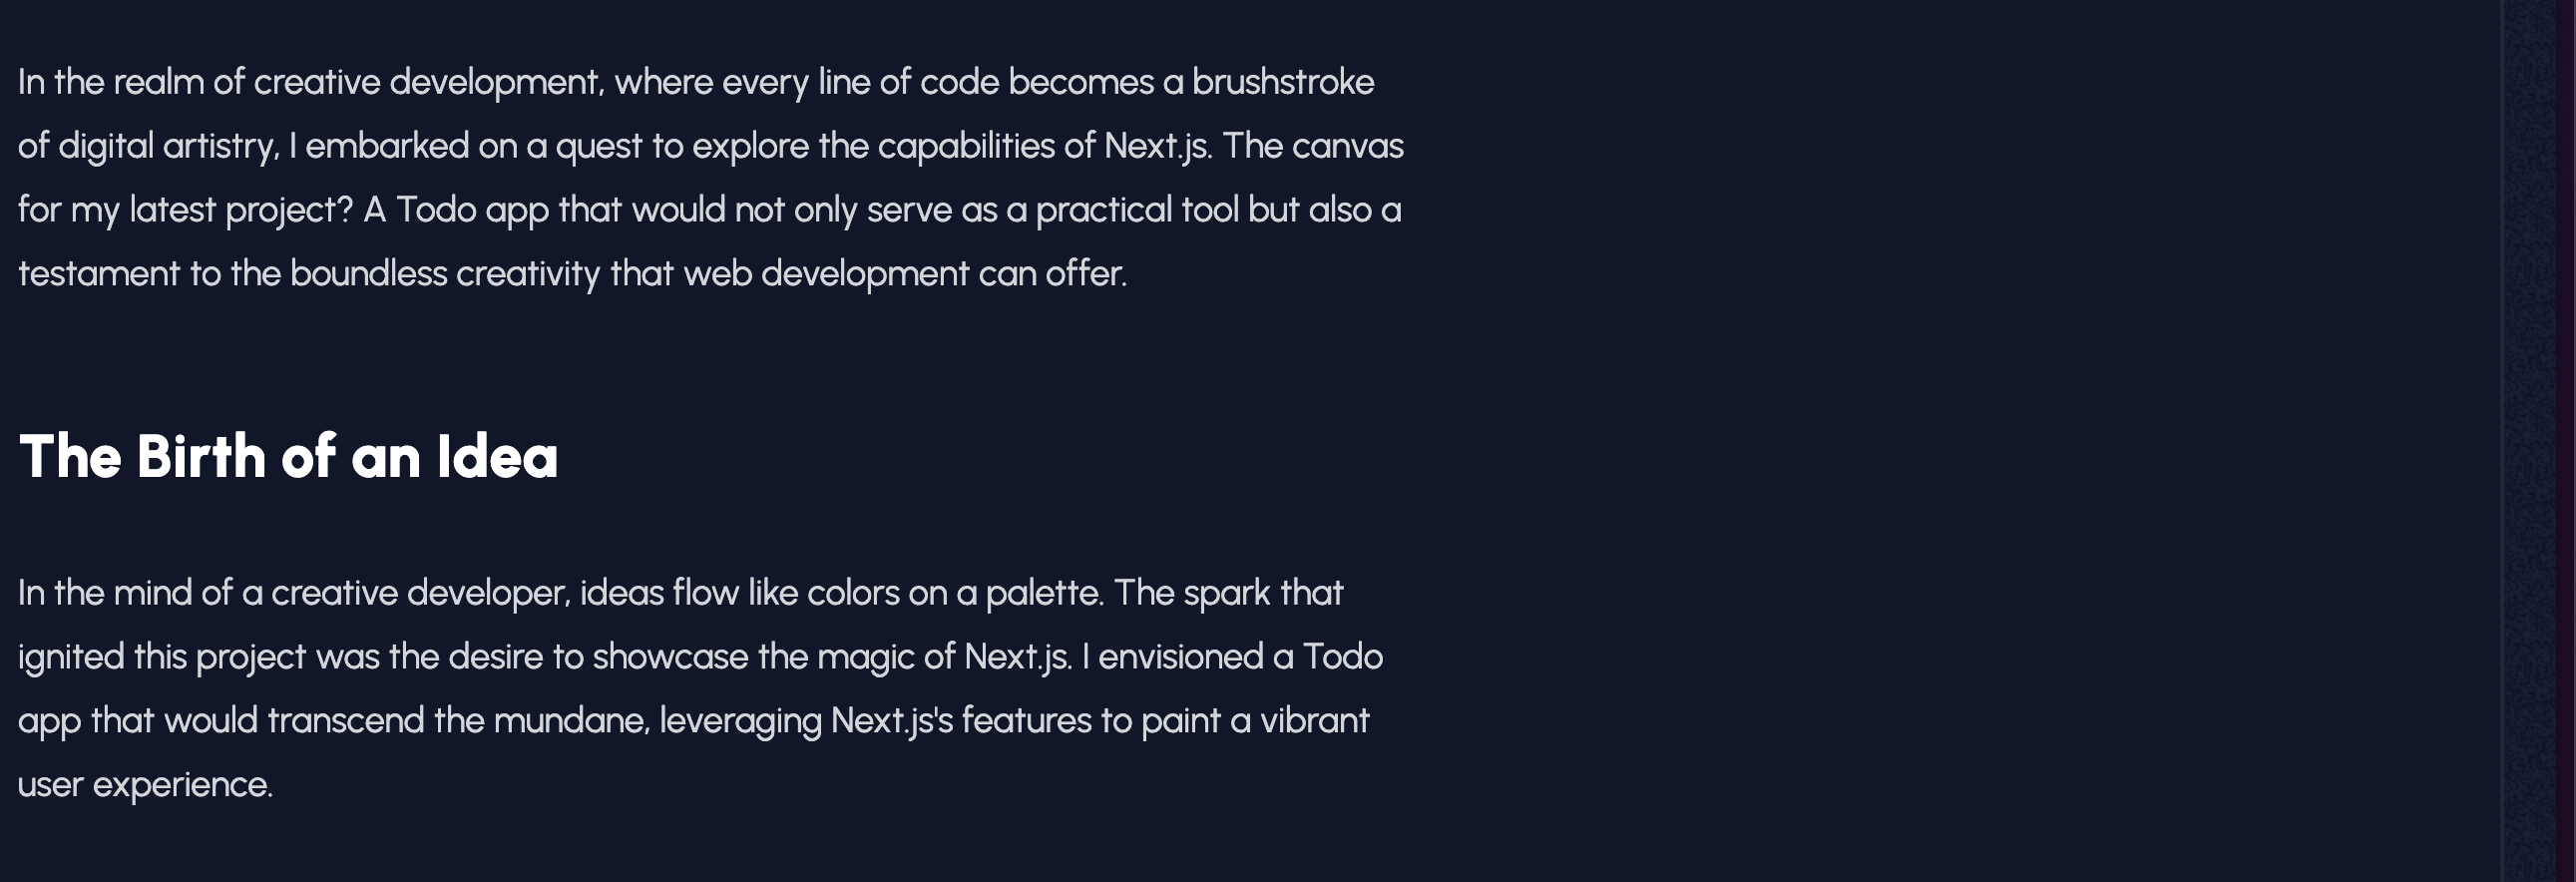 In the realm of creative development, where every line of code becomes a brushstroke
of digital artistry, I embarked on a quest to explore the capabilities of Next.js. The canvas
for my latest project? A Todo app that would not only serve as a practical tool but also a
testament to the boundless creativity that web development can offer.
The Birth of an Idea
In the mind of a creative developer, ideas flow like colors on a palette. The spark that
ignited this project was the desire to showcase the magic of Next.js. I envisioned a Todo
app that would transcend the mundane, leveraging Next.js's features to paint a vibrant
user experience.